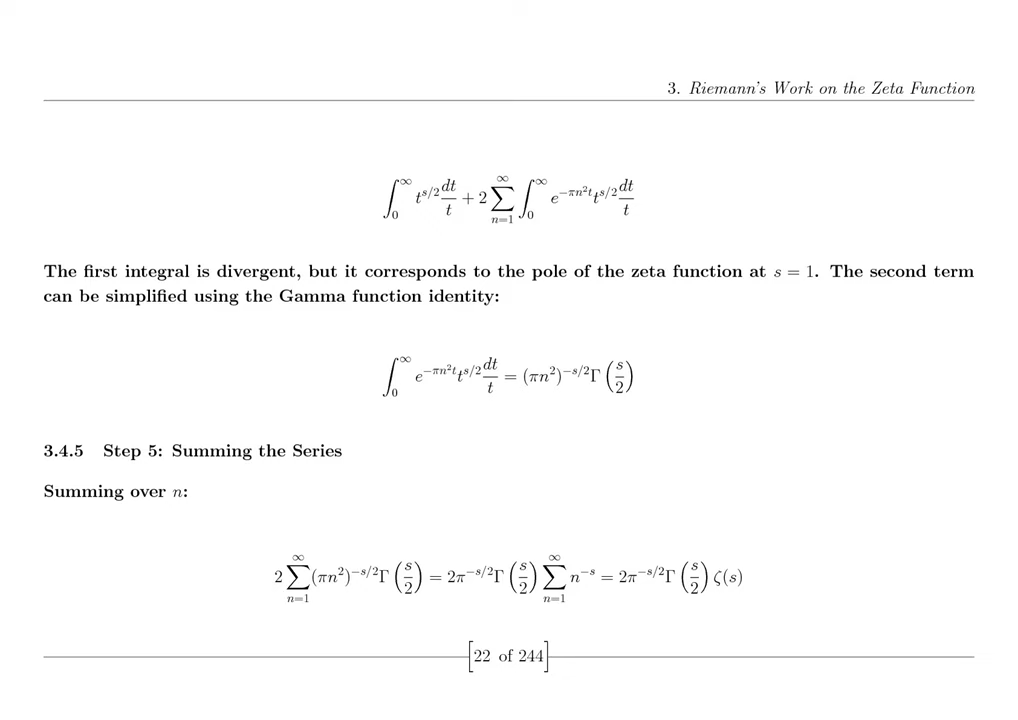 3. Riemann's Work on the Zeta Function
∫₀^∞ t^{s/2} dt/t + 2 ∑_{n=1}^∞ ∫₀^∞ e^{−πn²t} t^{s/2} dt/t
The first integral is divergent, but it corresponds to the pole of the zeta function at s = 1. The second term
can be simplified using the Gamma function identity:
∫₀^∞ e^{−πn²t} t^{s/2} dt/t = (πn²)^{−s/2} Γ(s/2)
3.4.5 Step 5: Summing the Series
Summing over n:
2 ∑_{n=1}^∞ (πn²)^{−s/2} Γ(s/2) = 2π^{−s/2} Γ(s/2) ∑_{n=1}^∞ n^{−s} = 2π^{−s/2} Γ(s/2) ζ(s)
[22 of 244]